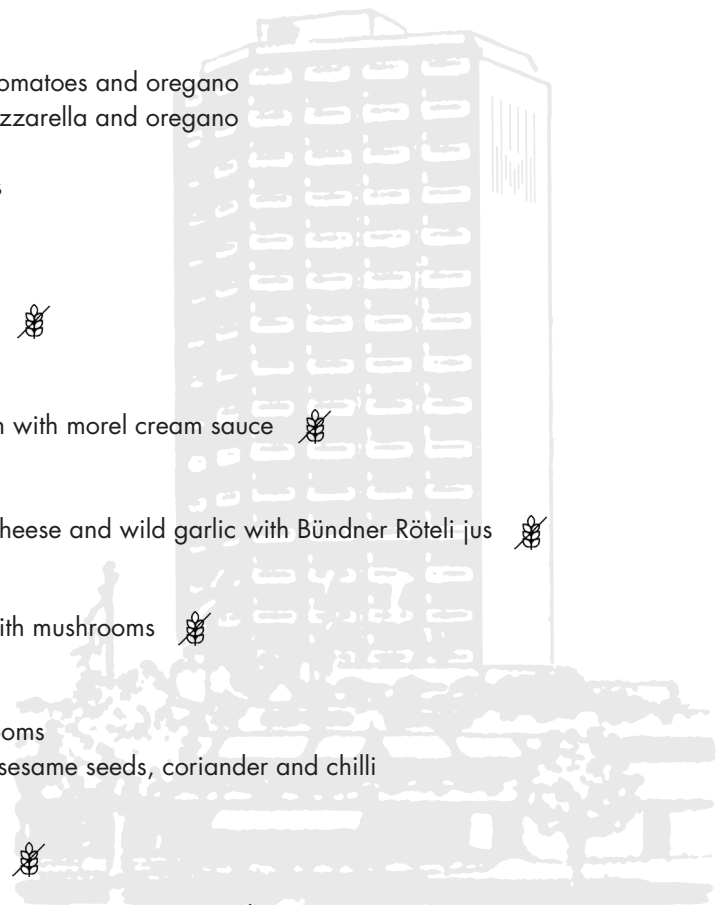 omatoes and oregano
zzarella and oregano
with morel cream sauce
heese and wild garlic with Bündner Röteli jus
ith mushrooms
ooms
sesame seeds, coriander and chilli